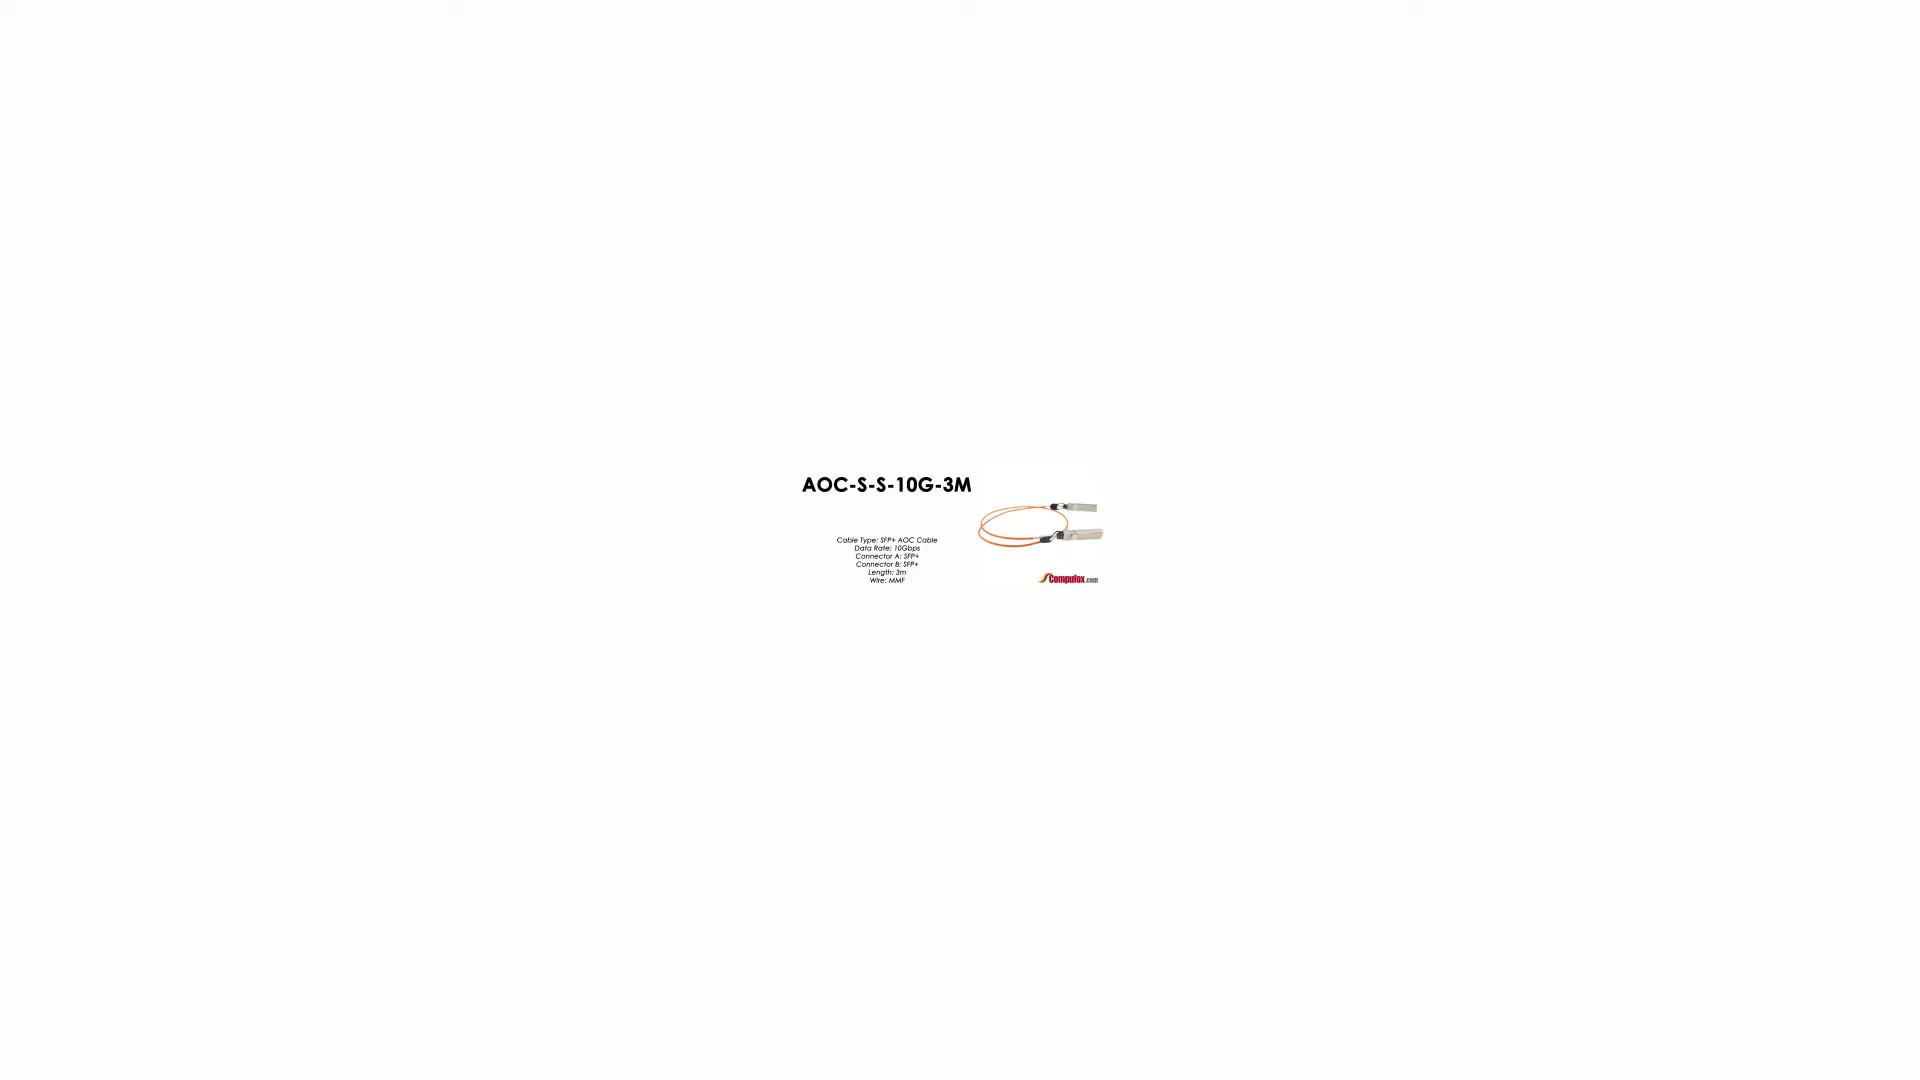 AOC-S-S-10G-3M
Cable Type: SFP+ AOC Cable
Data Rate: 10Gbps
Connector A: SFP+
Connector B: SFP+
Length: 3m
Wire: MMF
Compufox.com